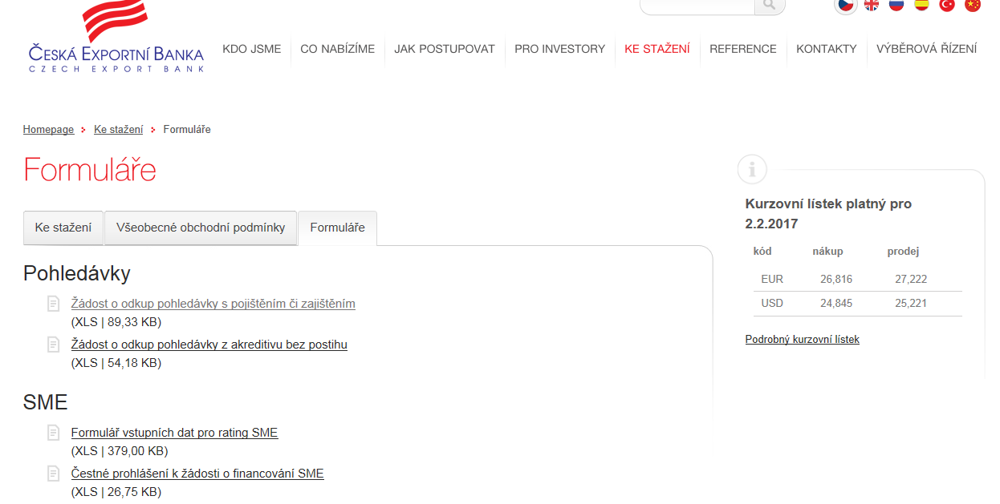 ČESKÁ EXPORTNÍ BANKA
CZECH EXPORT BANK
KDO JSME
CO NABÍZÍME
JAK POSTUPOVAT
PRO INVESTORY
KE STAŽENÍ
REFERENCE
KONTAKTY
VÝBĚROVÁ ŘÍZENÍ
Homepage Ke stažení Formuláře
Formuláře
Ke stažení
Všeobecné obchodní podmínky
Formuláře
Pohledávky
Žádost o odkup pohledávky s pojištěním či zajištěním
(XLS | 89,33 KB)
Žádost o odkup pohledávky z akreditivu bez postihu
(XLS | 54,18 KB)
SME
Formulář vstupních dat pro rating SME
(XLS | 379,00 KB)
Čestné prohlášení k žádosti o financování SME
(XLS | 26,75 KB)
Kurzovní lístek platný pro
2.2.2017
kód nákup prodej
EUR 26,816 27,222
USD 24,845 25,221
Podrobný kurzovní lístek